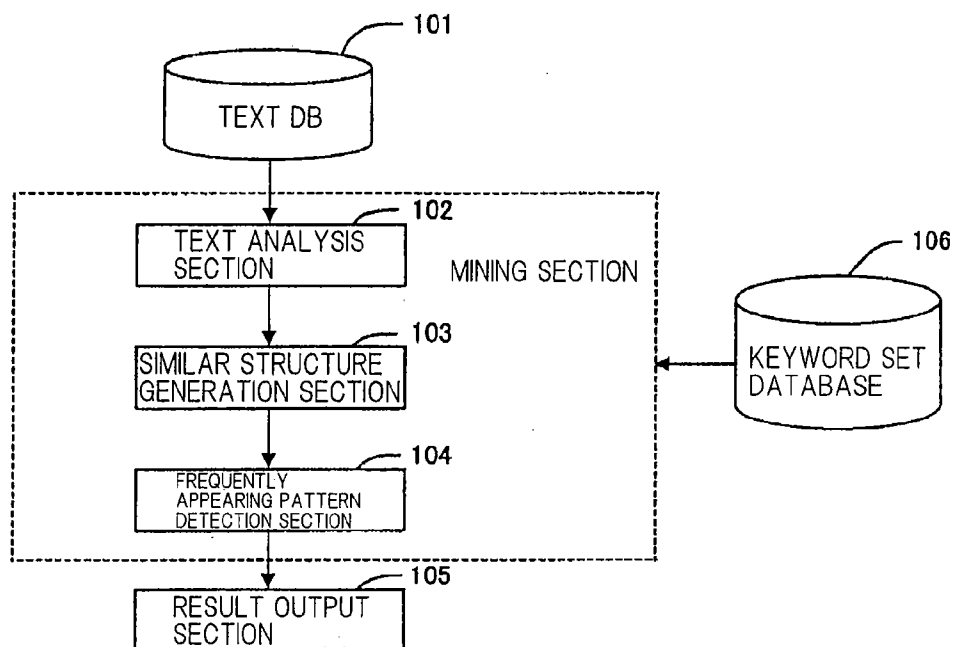 101
TEXT DB
102
TEXT ANALYSIS
SECTION
MINING SECTION
106
103
SIMILAR STRUCTURE
GENERATION SECTION
KEYWORD SET
DATABASE
104
FREQUENTLY
APPEARING PATTERN
DETECTION SECTION
105
RESULT OUTPUT
SECTION